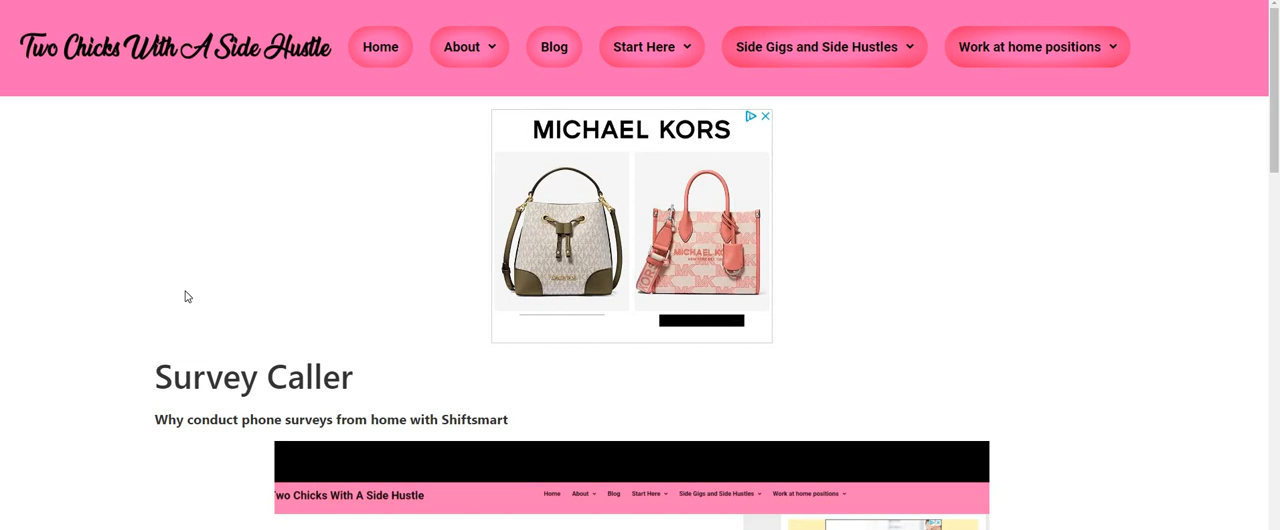 Two Chicks With A Side Hustle
Home
About
Blog
Start Here
Side Gigs and Side Hustles
Work at home positions
MICHAEL KORS
MICHAEL KORS
Survey Caller
Why conduct phone surveys from home with Shiftsmart
Two Chicks With A Side Hustle
Home
About
Blog
Start Here
Side Gigs and Side Hustles
Work at home positions